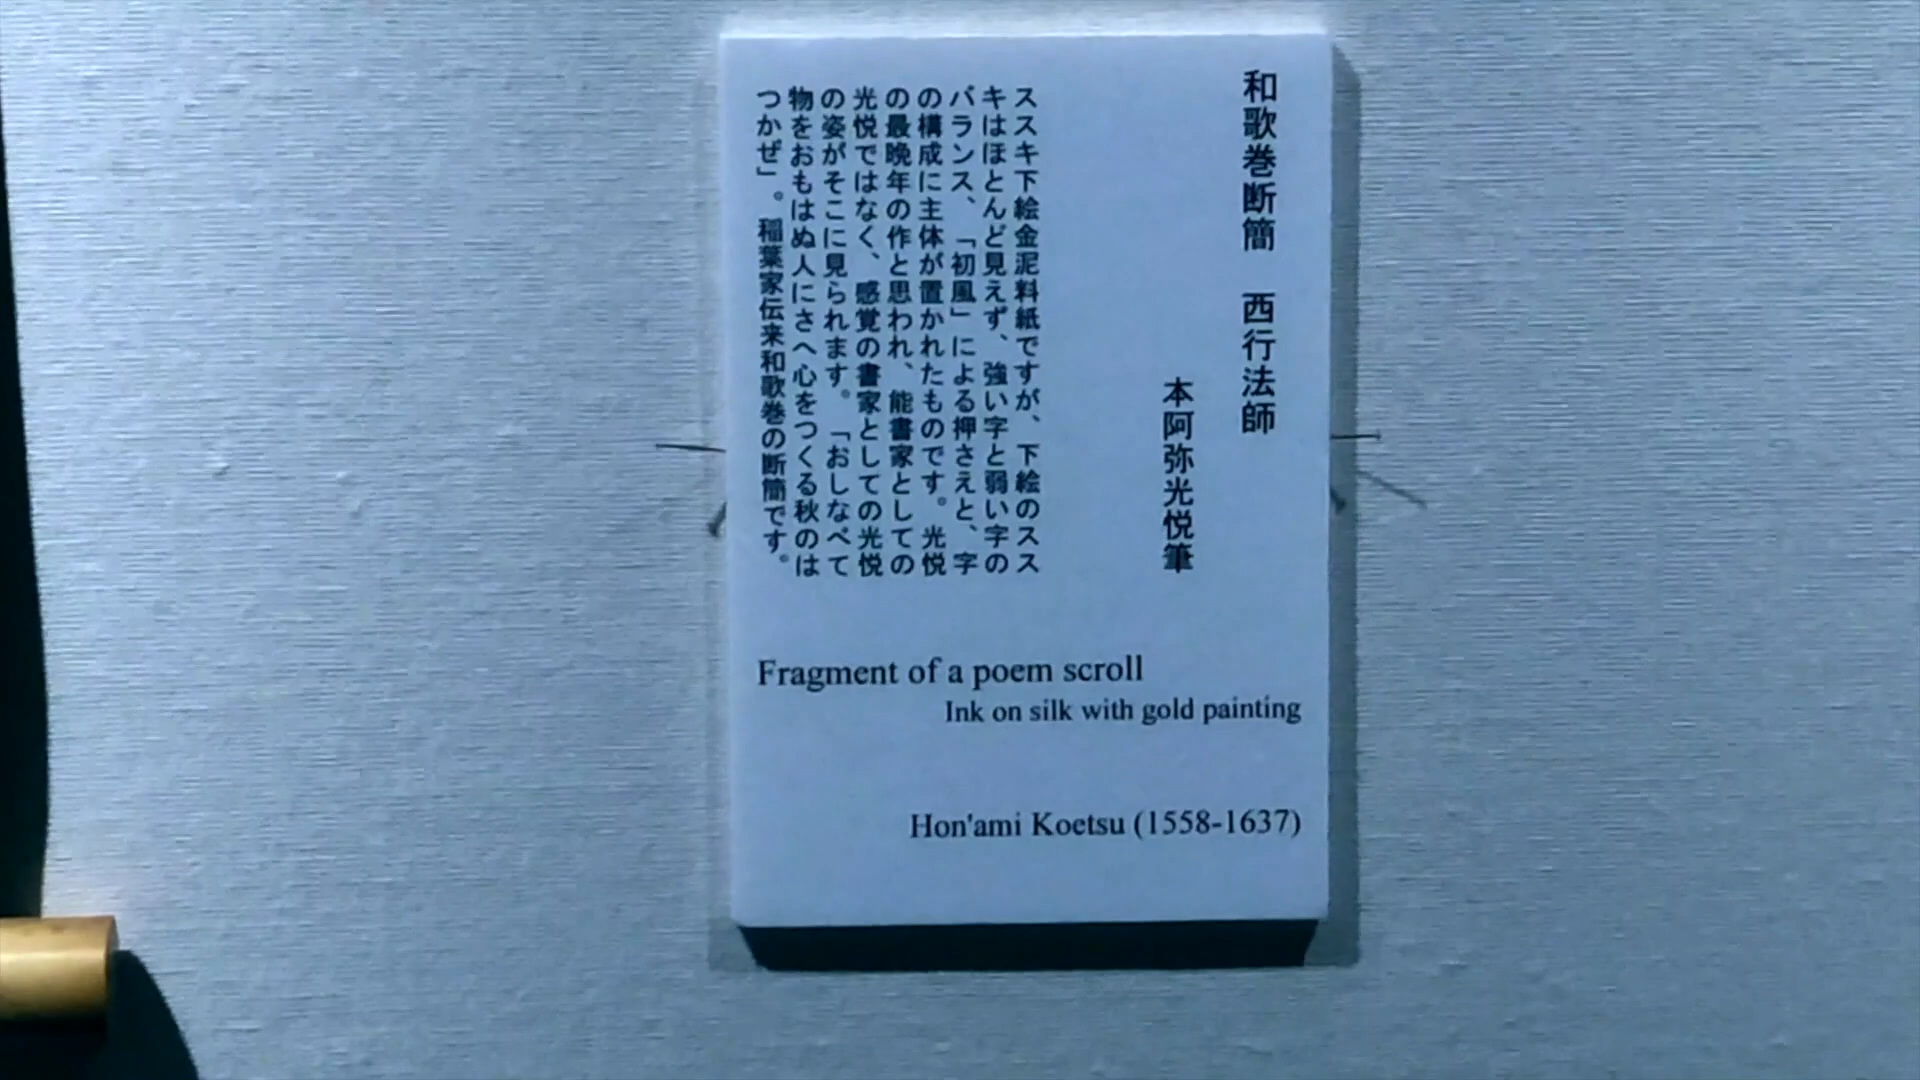 和歌巻断簡　西行法師
本阿弥光悦筆
ススキ下絵金泥料紙ですが、下絵のスス
キはほとんど見えず、強い字と弱い字の
バランス、「初風」による押さえと、字
の構成に主体が置かれたものです。光悦
の最晩年の作と思われ、能書家としての
光悦ではなく、感覚の書家としての光悦
の姿がそこに見られます。「おしなべて
物をおもはぬ人にさへ心をつくる秋のは
つかぜ」。稲葉家伝来和歌巻の断簡です。
Fragment of a poem scroll
Ink on silk with gold painting
Hon'ami Koetsu (1558-1637)